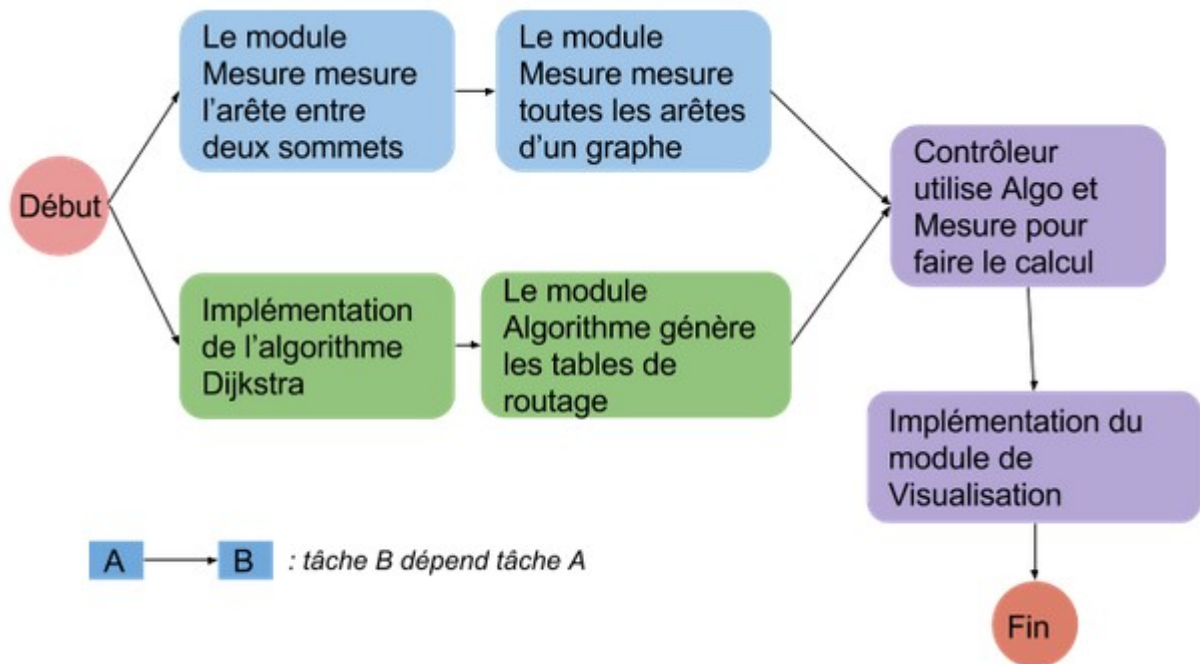 Le module
Mesure mesure
l'arête entre
deux sommets
Le module
Mesure mesure
toutes les arêtes
d'un graphe
Début
Contrôleur
utilise Algo et
Mesure pour
faire le calcul
Implémentation
de l'algorithme
Dijkstra
Le module
Algorithme génère
les tables de
routage
Implémentation du
module de
Visualisation
A B : tâche B dépend tâche A
Fin